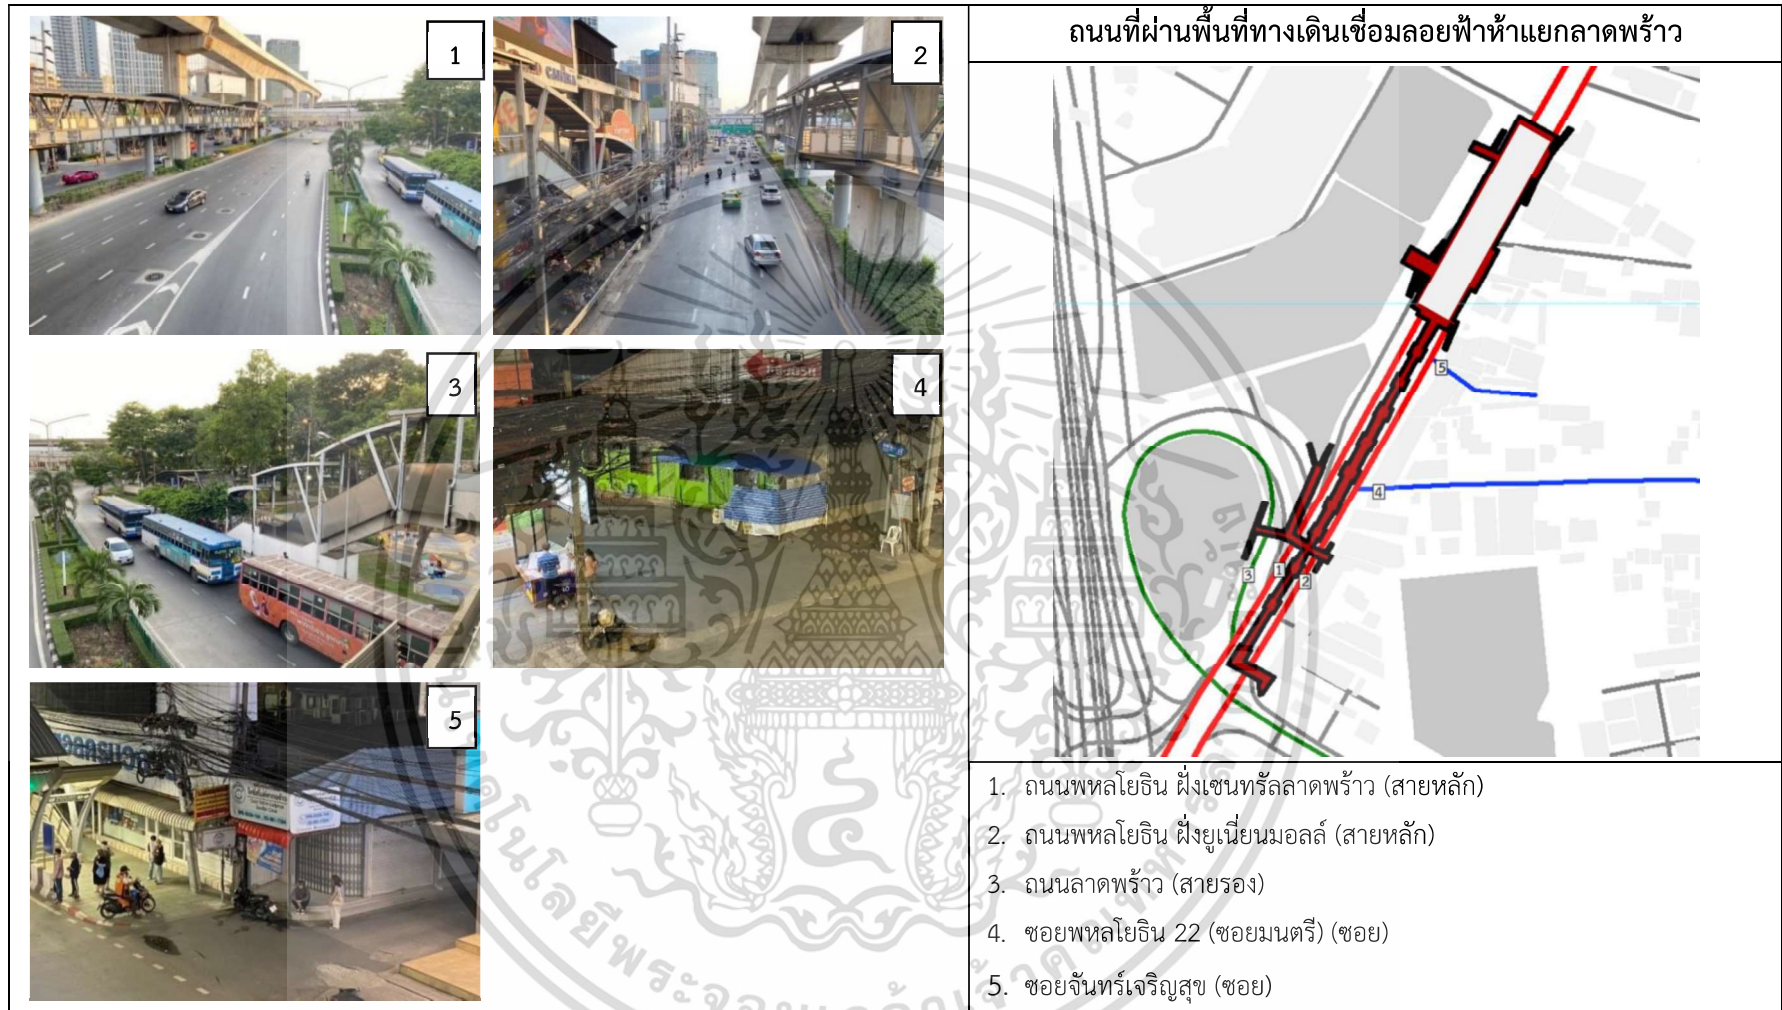 1
2
3
4
5
ถนนที่ผ่านพื้นที่ทางเดินเชื่อมลอยฟ้าห้าแยกลาดพร้าว
5
4
3
1
2
1. ถนนพหลโยธิน ฝั่งเซนทรัลลาดพร้าว (สายหลัก)
2. ถนนพหลโยธิน ฝั่งยูเนี่ยนมอลล์ (สายหลัก)
3. ถนนลาดพร้าว (สายรอง)
4. ซอยพหลโยธิน 22 (ซอยมนตรี) (ซอย)
5. ซอยจันทร์เจริญสุข (ซอย)